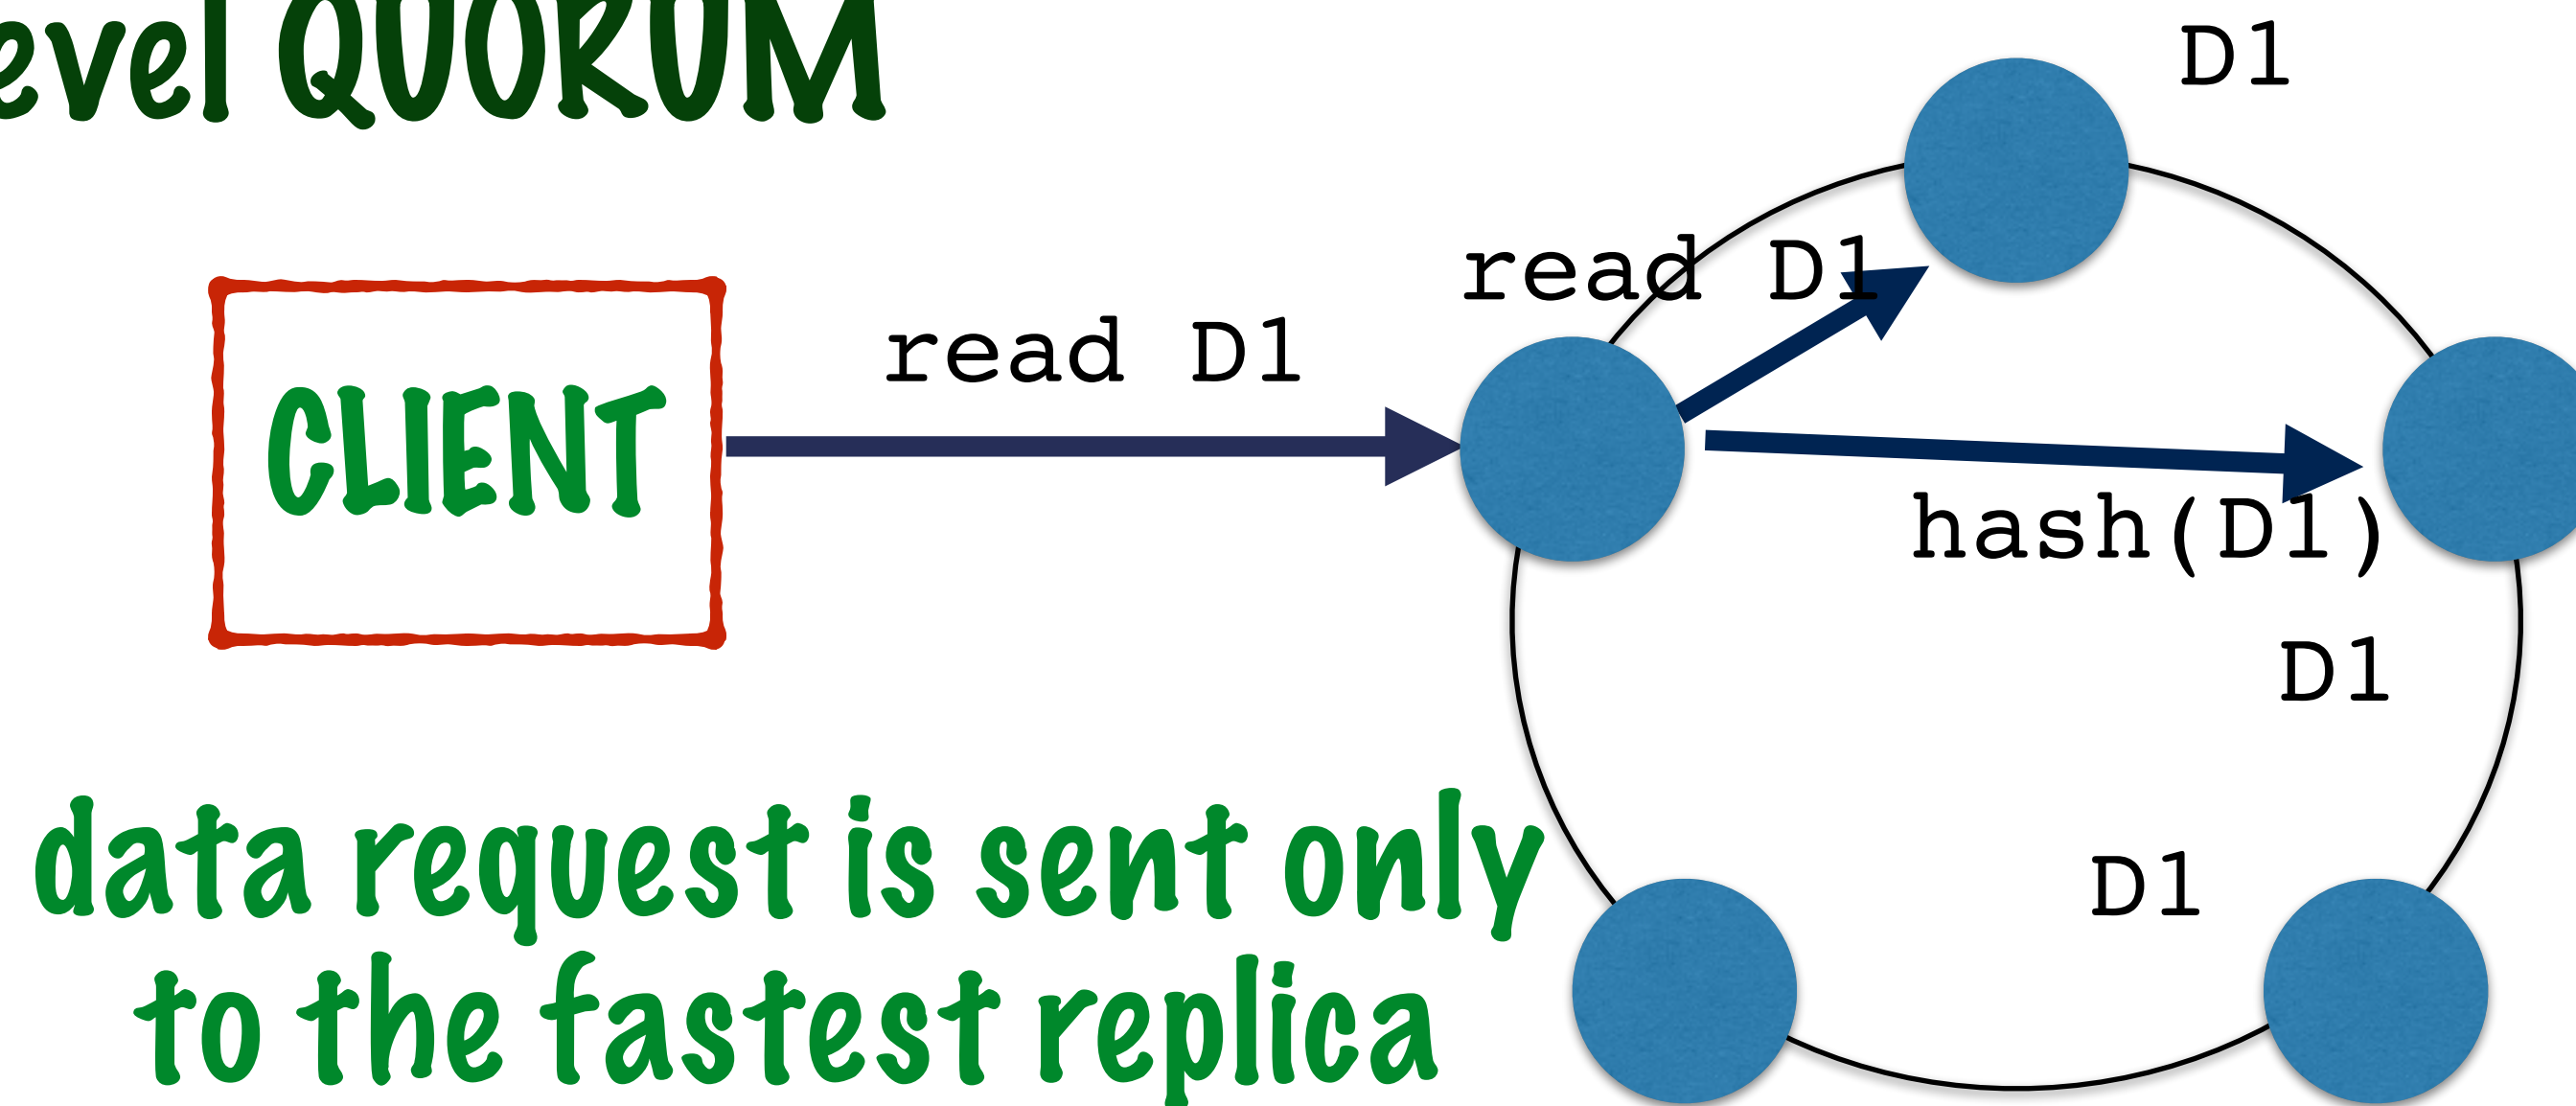 evel QUORUM
D1
read D1
read D1
CLIENT
hash(D1)
D1
data request is sent only
D1
to the fastest replica